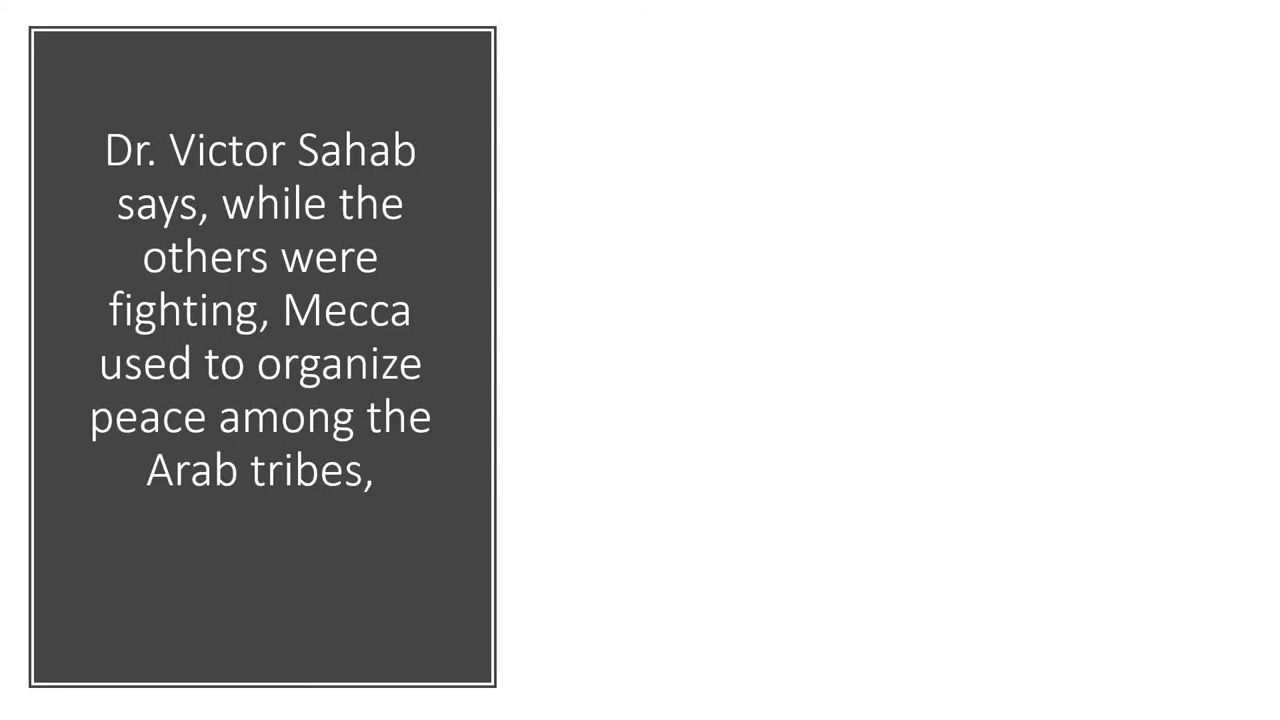 Dr. Victor Sahab
says, while the
others were
fighting, Mecca
used to organize
peace among the
Arab tribes,